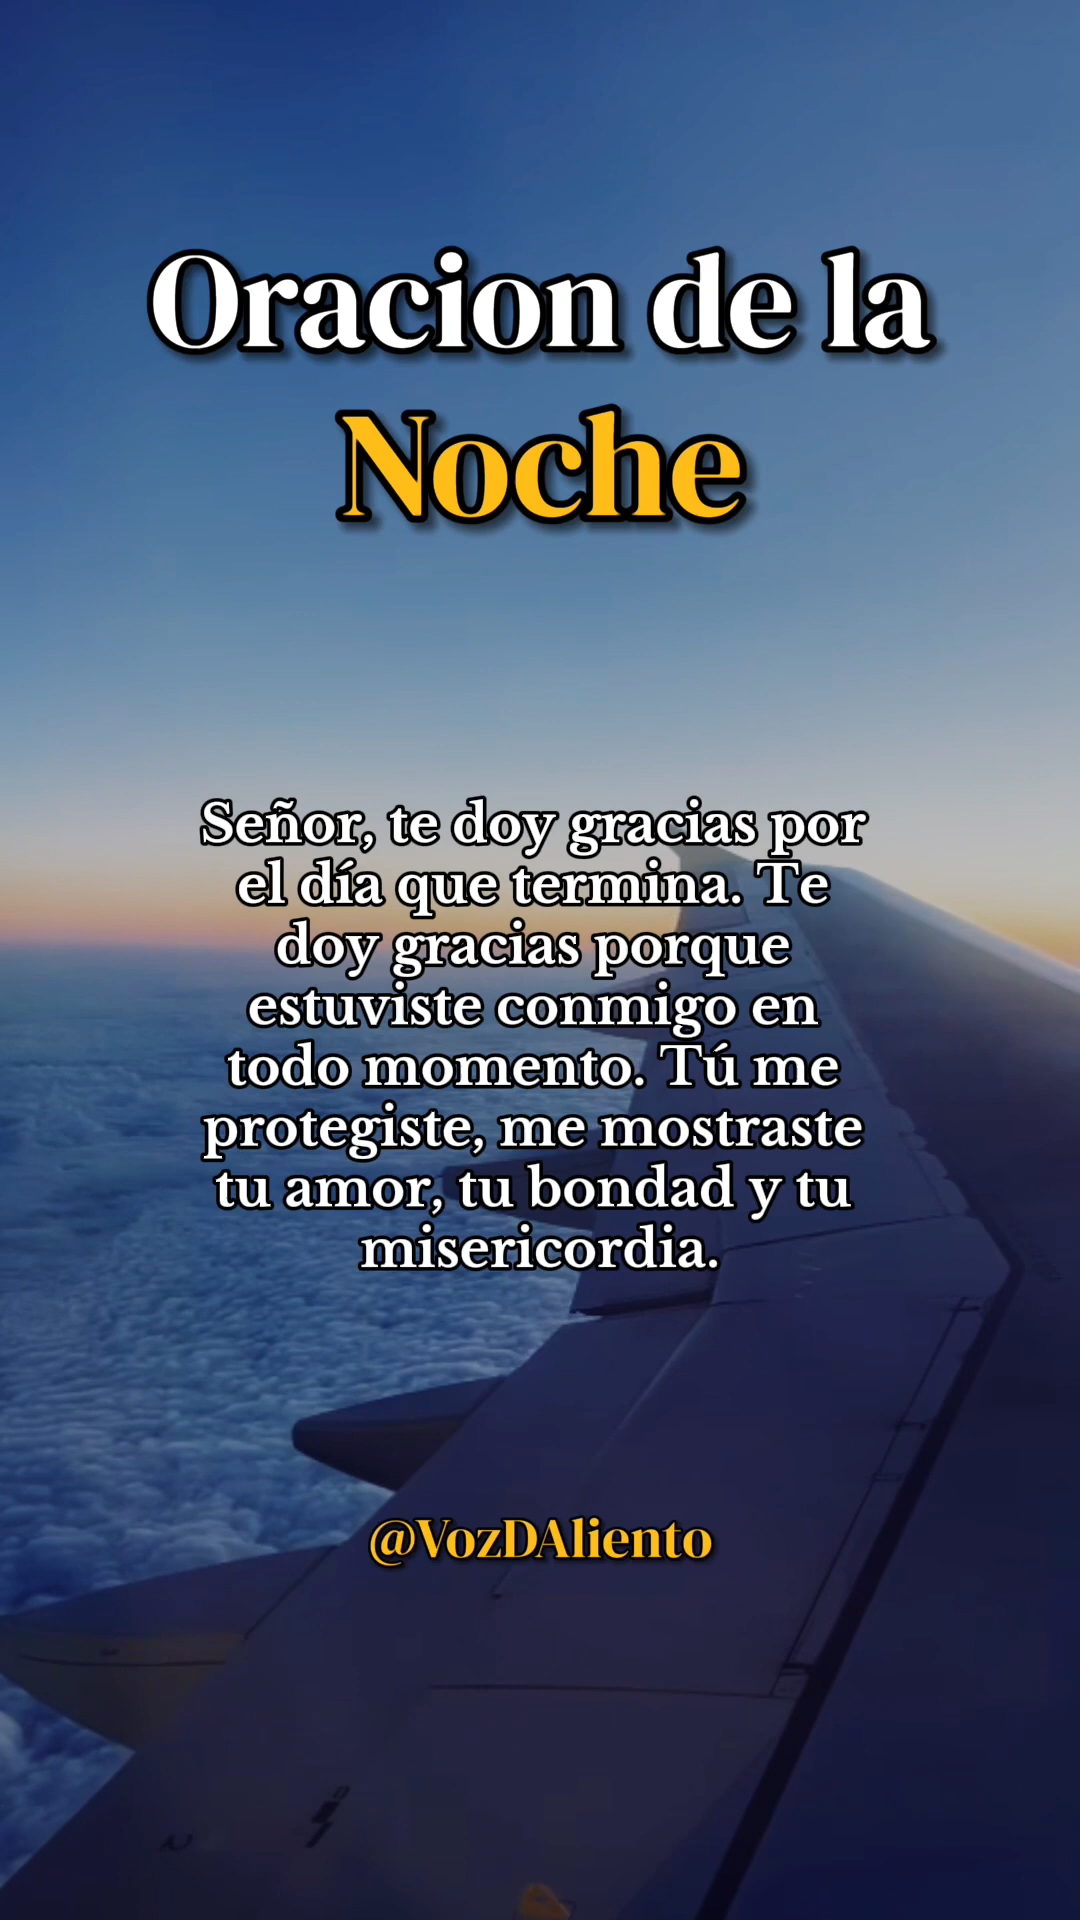 Oracion de la
Noche
Señor, te doy gracias por
el día que termina. Te
doy gracias porque
estuviste conmigo en
todo momento. Tú me
protegiste, me mostraste
tu amor, tu bondad y tu
misericordia.
@VozDAliento